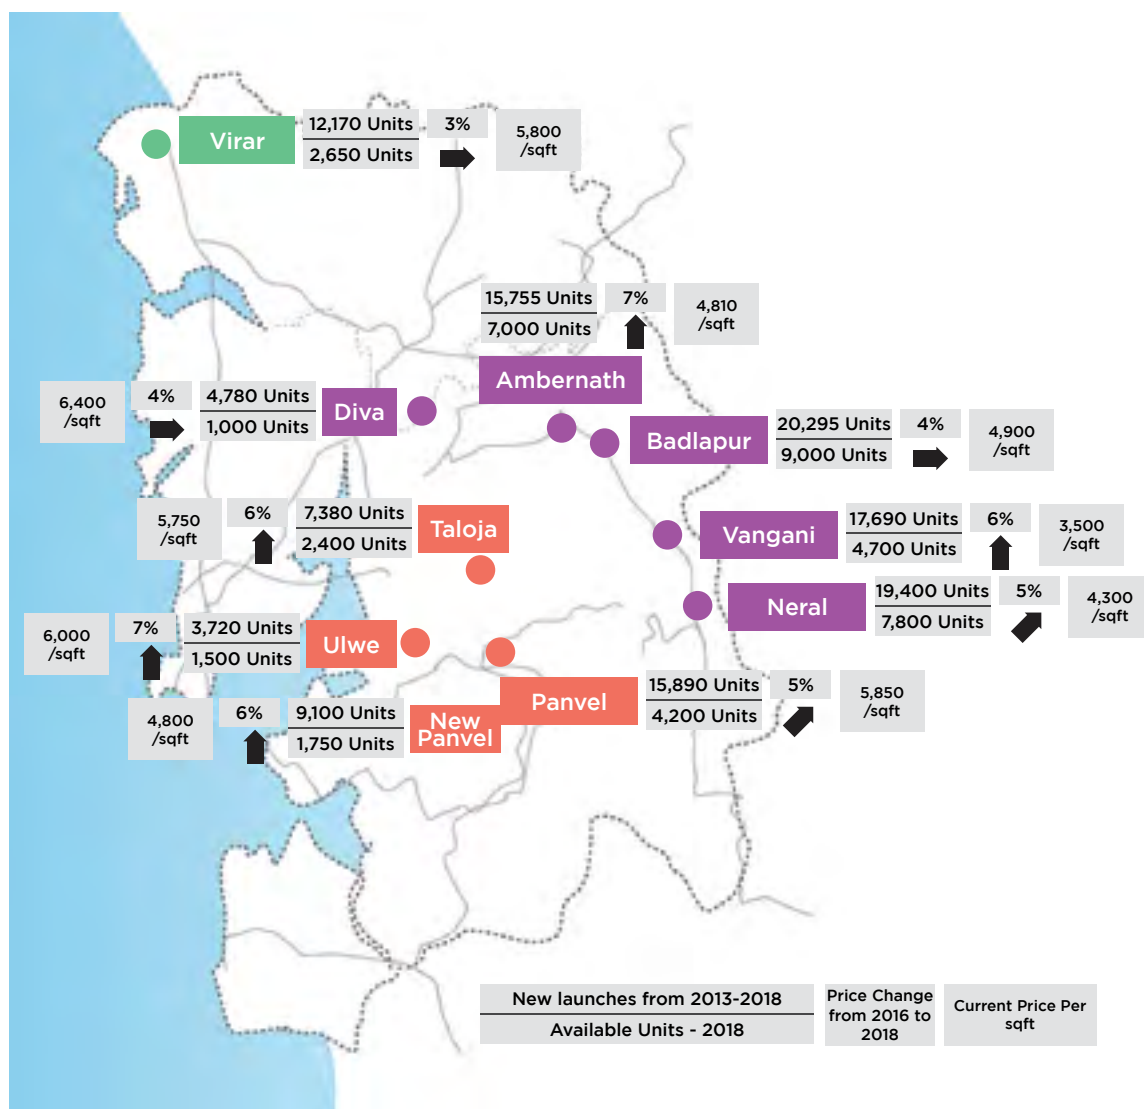 Virar
12,170 Units
2,650 Units
3%
5,800
/sqft
15,755 Units
7,000 Units
7%
4,810
/sqft
Ambernath
6,400
/sqft
4%
4,780 Units
1,000 Units
Diva
Badlapur
20,295 Units
9,000 Units
4%
4,900
/sqft
5,750
/sqft
6%
7,380 Units
2,400 Units
Taloja
Vangani
17,690 Units
4,700 Units
6%
3,500
/sqft
Neral
19,400 Units
7,800 Units
5%
4,300
/sqft
6,000
/sqft
7%
3,720 Units
1,500 Units
Ulwe
Panvel
15,890 Units
4,200 Units
5%
5,850
/sqft
4,800
/sqft
6%
9,100 Units
1,750 Units
New
Panvel
New launches from 2013-2018
Available Units - 2018
Price Change
from 2016 to
2018
Current Price Per
sqft